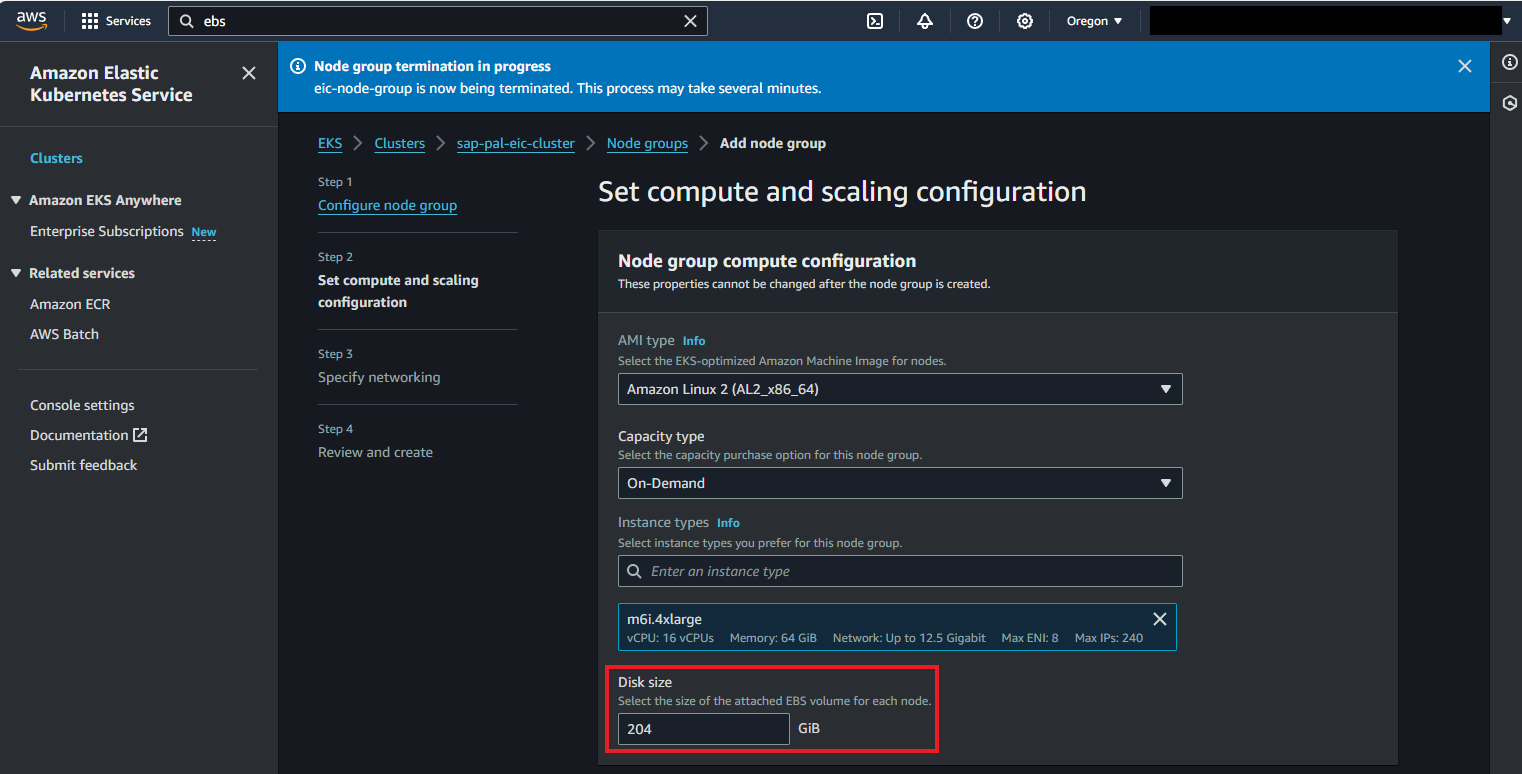 aws
Services
ebs
Oregon
Amazon Elastic
Kubernetes Service
Clusters
Amazon EKS Anywhere
Enterprise Subscriptions New
Related services
Amazon ECR
AWS Batch
Console settings
Documentation
Submit feedback
Node group termination in progress
eic-node-group is now being terminated. This process may take several minutes.
EKS Clusters sap-pal-eic-cluster Node groups Add node group
Step 1
Configure node group
Step 2
Set compute and scaling
configuration
Step 3
Specify networking
Step 4
Review and create
Set compute and scaling configuration
Node group compute configuration
These properties cannot be changed after the node group is created.
AMI type Info
Select the EKS-optimized Amazon Machine Image for nodes.
Amazon Linux 2 (AL2_x86_64)
Capacity type
Select the capacity purchase option for this node group.
On-Demand
Instance types Info
Select instance types you prefer for this node group.
Enter an instance type
m6i.4xlarge
vCPU: 16 vCPUs Memory: 64 GiB Network: Up to 12.5 Gigabit Max ENI: 8 Max IPs: 240
Disk size
Select the size of the attached EBS volume for each node.
204 GiB